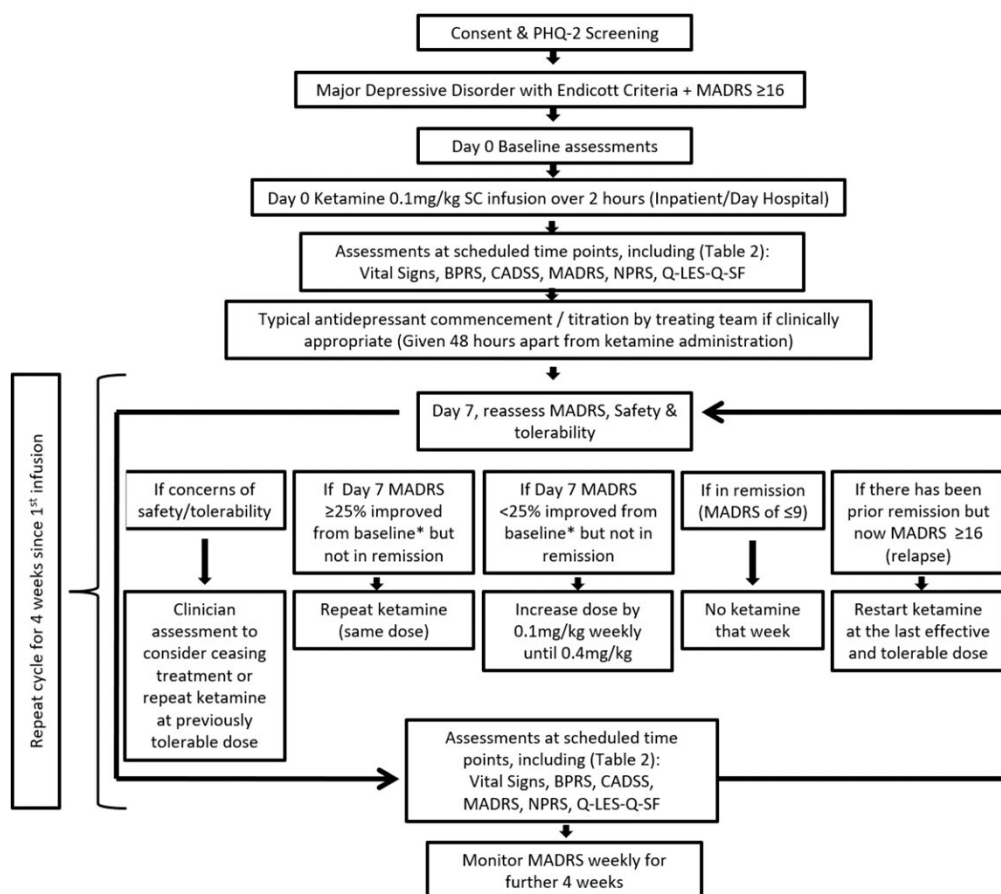 Consent & PHQ-2 Screening
Major Depressive Disorder with Endicott Criteria + MADRS ≥16
Day 0 Baseline assessments
Day 0 Ketamine 0.1mg/kg SC infusion over 2 hours (Inpatient/Day Hospital)
Assessments at scheduled time points, including (Table 2):
Vital Signs, BPRS, CADSS, MADRS, NPRS, Q-LES-Q-SF
Typical antidepressant commencement / titration by treating team if clinically
appropriate (Given 48 hours apart from ketamine administration)
Repeat cycle for 4 weeks since 1st infusion
Day 7, reassess MADRS, Safety &
tolerability
If concerns of
safety/tolerability
If Day 7 MADRS
≥25% improved
from baseline* but
not in remission
If Day 7 MADRS
<25% improved from
baseline* but not in
remission
If in remission
(MADRS of ≤9)
If there has been
prior remission but
now MADRS ≥16
(relapse)
Clinician
assessment to
consider ceasing
treatment or
repeat ketamine
at previously
tolerable dose
Repeat ketamine
(same dose)
Increase dose by
0.1mg/kg weekly
until 0.4mg/kg
No ketamine
that week
Restart ketamine
at the last effective
and tolerable dose
Assessments at scheduled time
points, including (Table 2):
Vital Signs, BPRS, CADSS,
MADRS, NPRS, Q-LES-Q-SF
Monitor MADRS weekly for
further 4 weeks